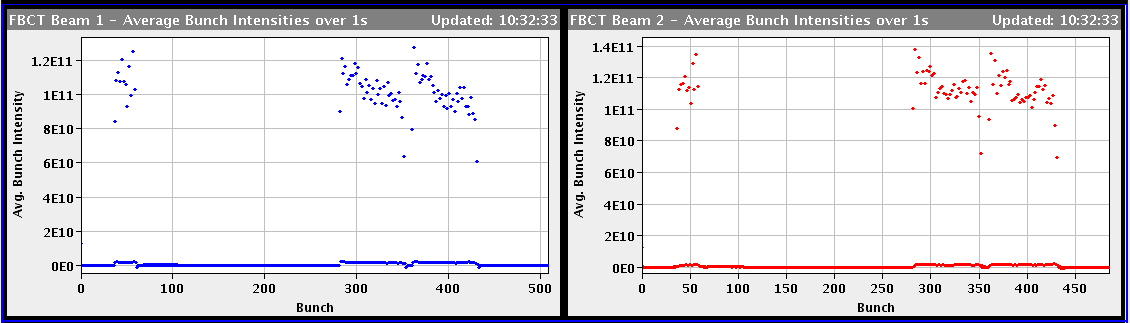 FBCT Beam 1 - Average Bunch Intensities over 1s Updated: 10:32:33
Avg. Bunch Intensity
1.2E11
1E11
8E10
6E10
4E10
2E10
0E0
0 100 200 300 400 500
Bunch
FBCT Beam 2 - Average Bunch Intensities over 1s Updated: 10:32:33
Avg. Bunch Intensity
1.4E11
1.2E11
1E11
8E10
6E10
4E10
2E10
0E0
0 50 100 150 200 250 300 350 400 450
Bunch